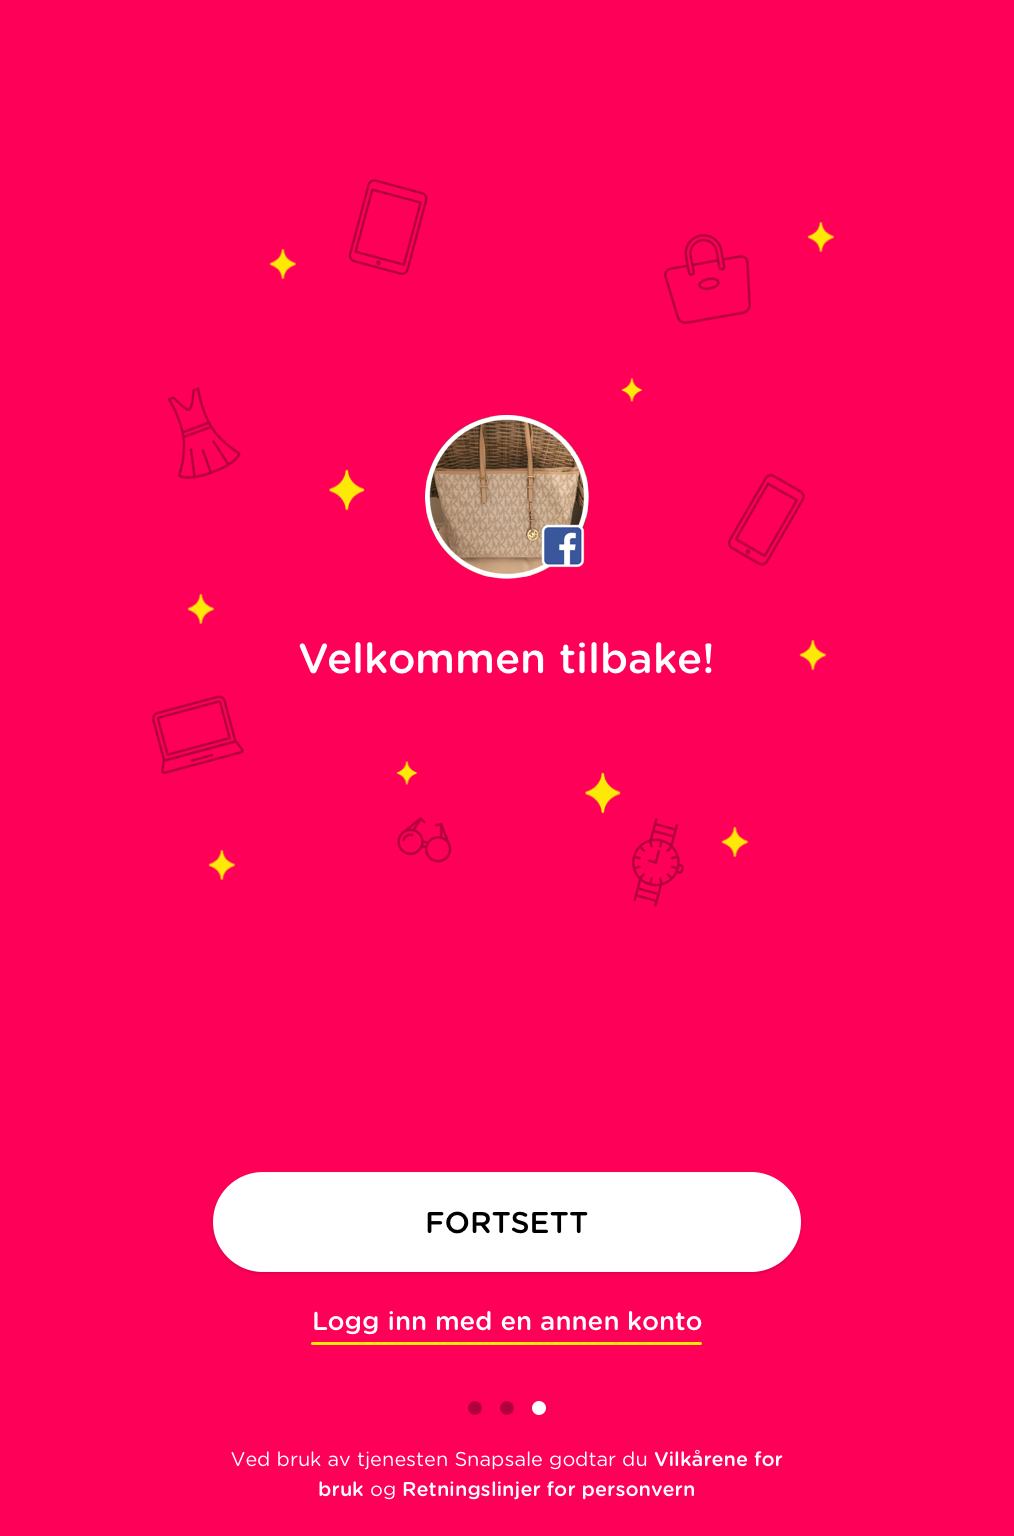 Velkommen tilbake!
FORTSETT
Logg inn med en annen konto
Ved bruk av tjenesten Snapsale godtar du Vilkårene for
bruk og Retningslinjer for personvern